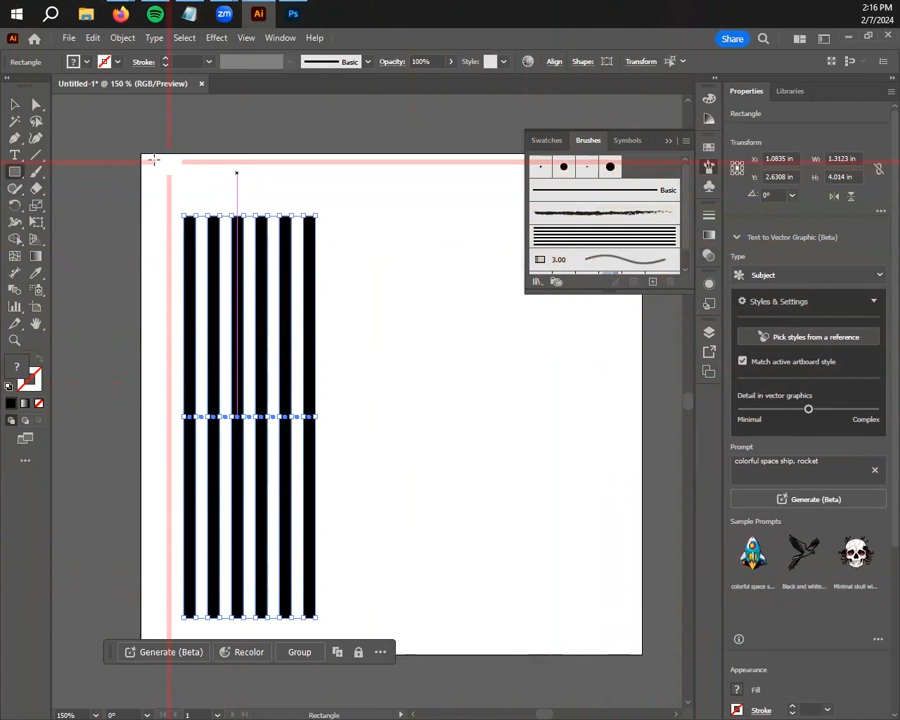 2:16 PM
2/7/2024
zm
Ai
Ps
Ai
File
Edit
Object
Type
Select
Effect
View
Window
Help
Share
Rectangle
?
Stroke:
Basic
Opacity:
100%
Style:
Align
Shape:
Transform
Untitled-1* @ 150 % (RGB/Preview)
Properties
Libraries
Rectangle
Swatches
Brushes
Symbols
Transform
X:
1.0835 in
W:
1.3123 in
Y:
2.6308 in
H:
4.014 in
0°
Basic
Text to Vector Graphic (Beta)
Type
3.00
Subject
Styles & Settings
Pick styles from a reference
Match active artboard style
Detail in vector graphics
Minimal
Complex
Prompt
colorful space ship, rocket
Generate (Beta)
Sample Prompts
colorful space s...
Black and white...
Minimal skull wi...
?
Generate (Beta)
Recolor
Group
Appearance
?
Fill
Stroke
150%
0°
1
Rectangle